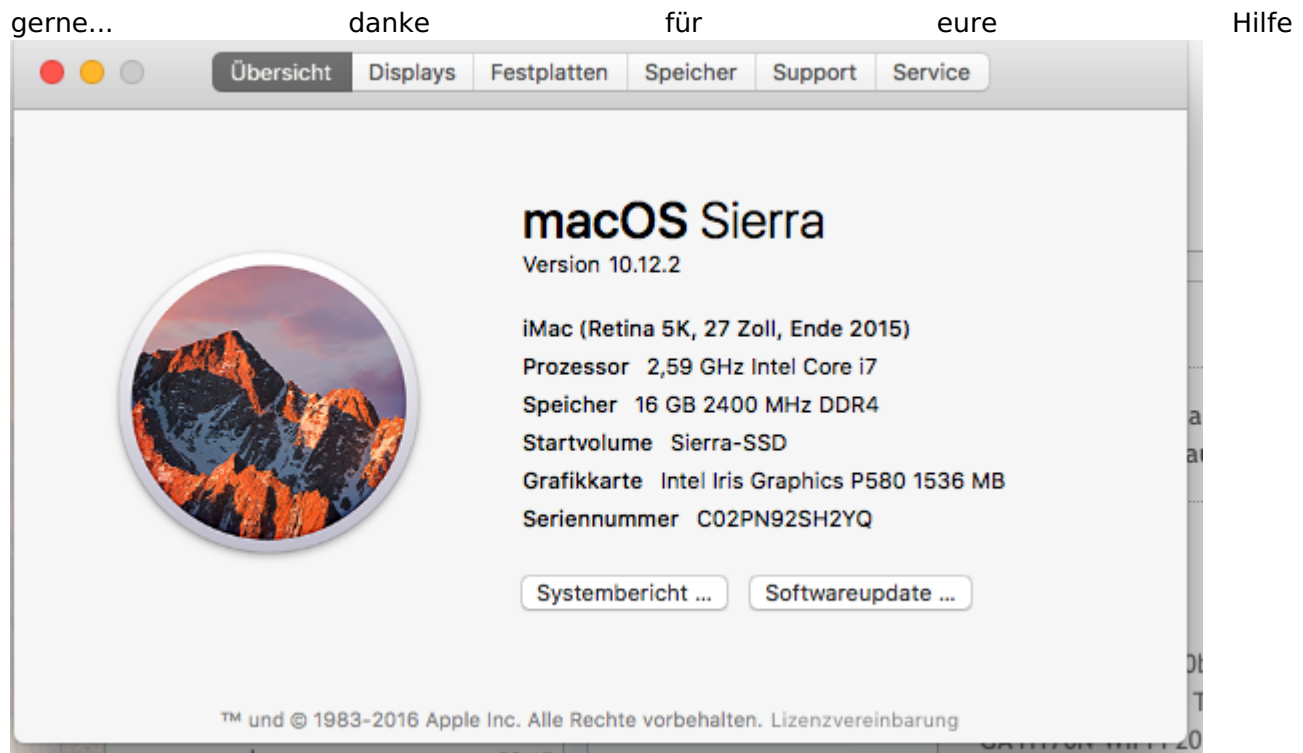 gerne... danke für eure Hilfe
Übersicht Displays Festplatten Speicher Support Service
macOS Sierra
Version 10.12.2
iMac (Retina 5K, 27 Zoll, Ende 2015)
Prozessor 2,59 GHz Intel Core i7
Speicher 16 GB 2400 MHz DDR4
Startvolume Sierra-SSD
Grafikkarte Intel Iris Graphics P580 1536 MB
Seriennummer C02PN92SH2YQ
Systembericht ... Softwareupdate ...
™ und © 1983-2016 Apple Inc. Alle Rechte vorbehalten. Lizenzvereinbarung